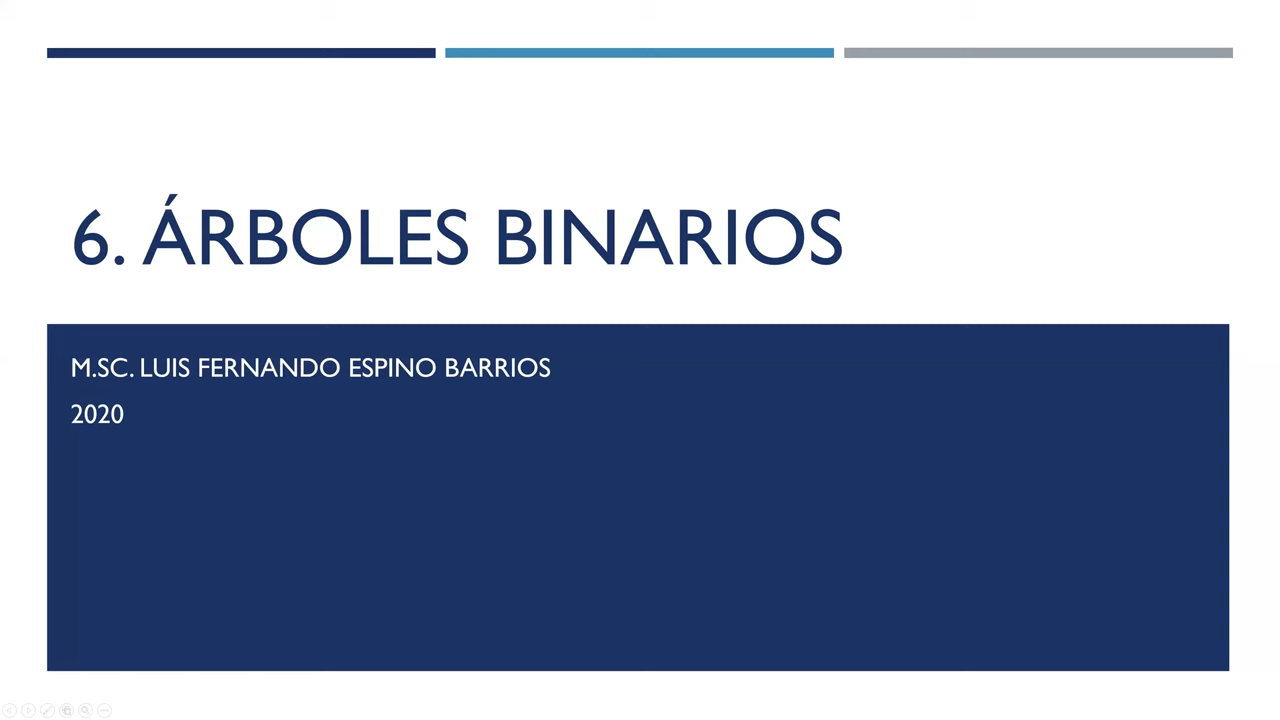 6. ÁRBOLES BINARIOS
M.SC. LUIS FERNANDO ESPINO BARRIOS
2020